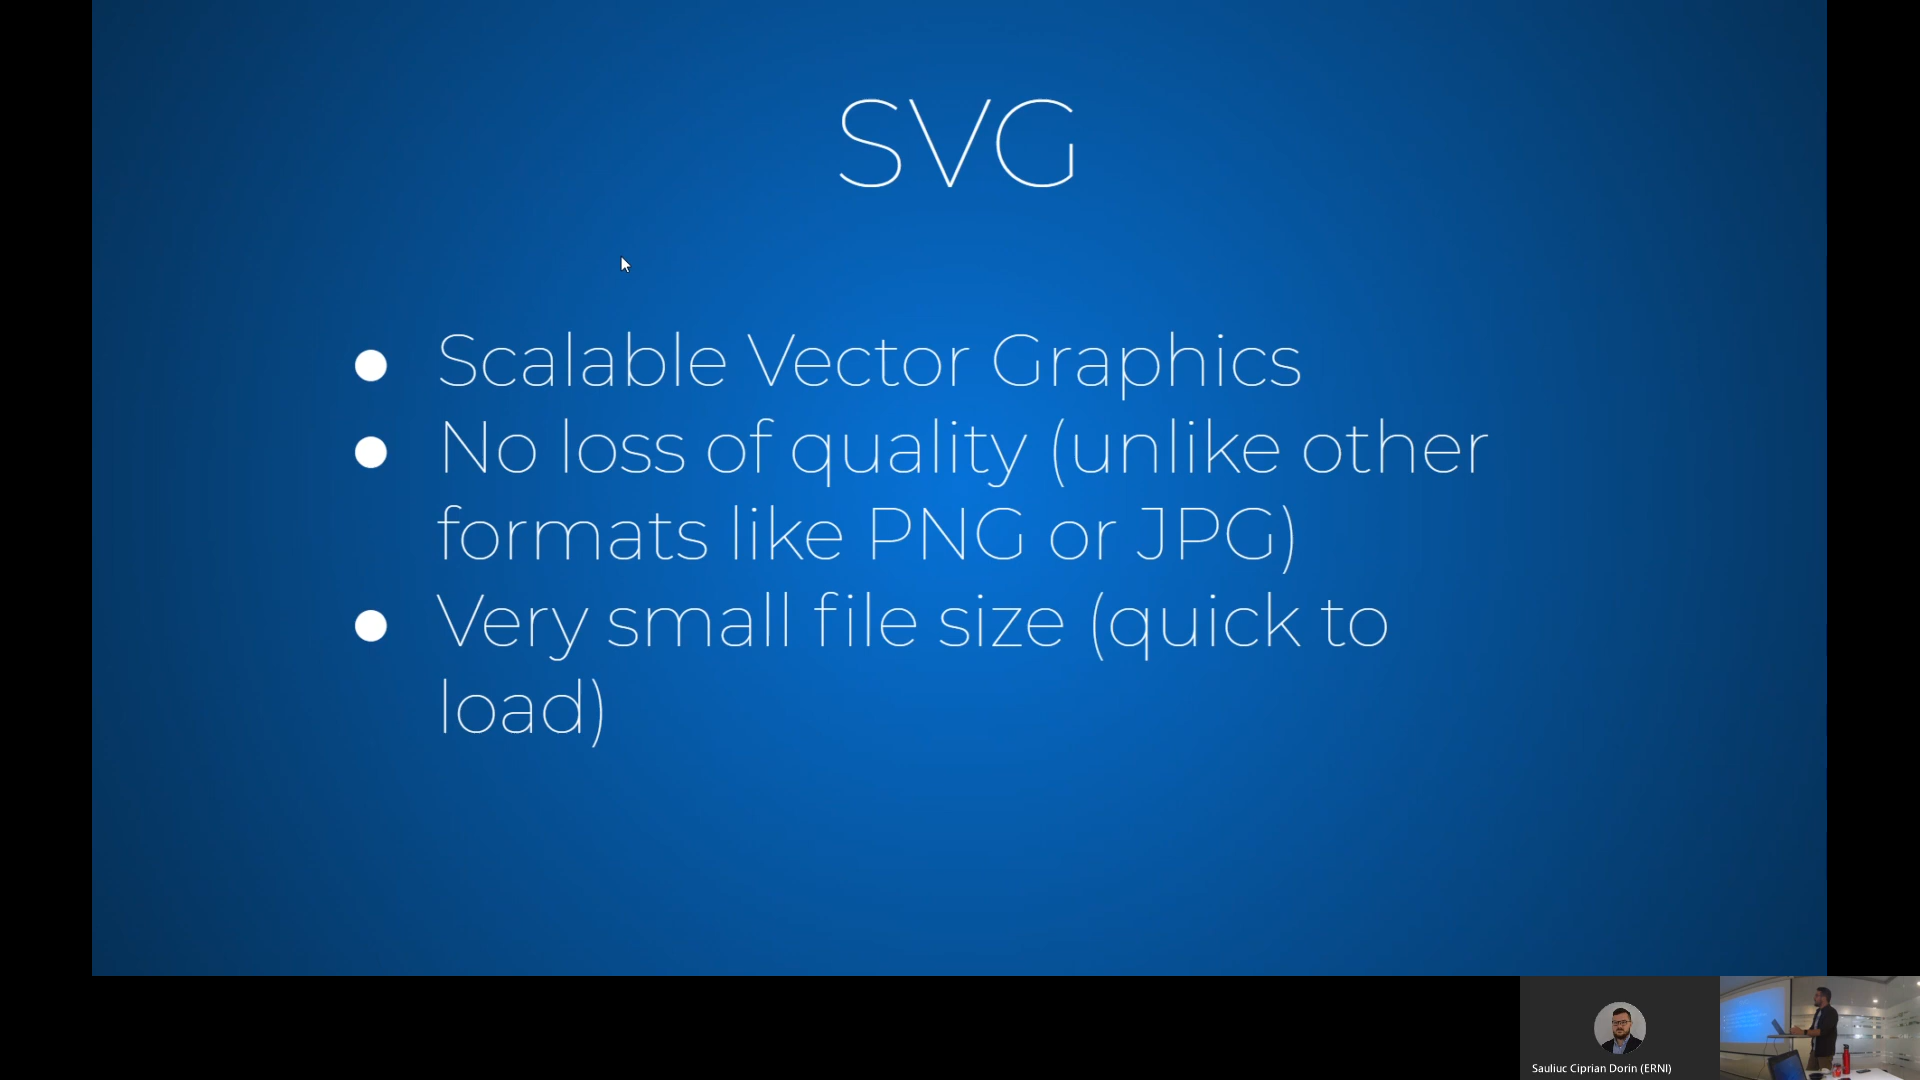 SVG
● Scalable Vector Graphics
● No loss of quality (unlike other
formats like PNG or JPG)
● Very small file size (quick to
load)
Sauliuc Ciprian Dorin (ERNI)